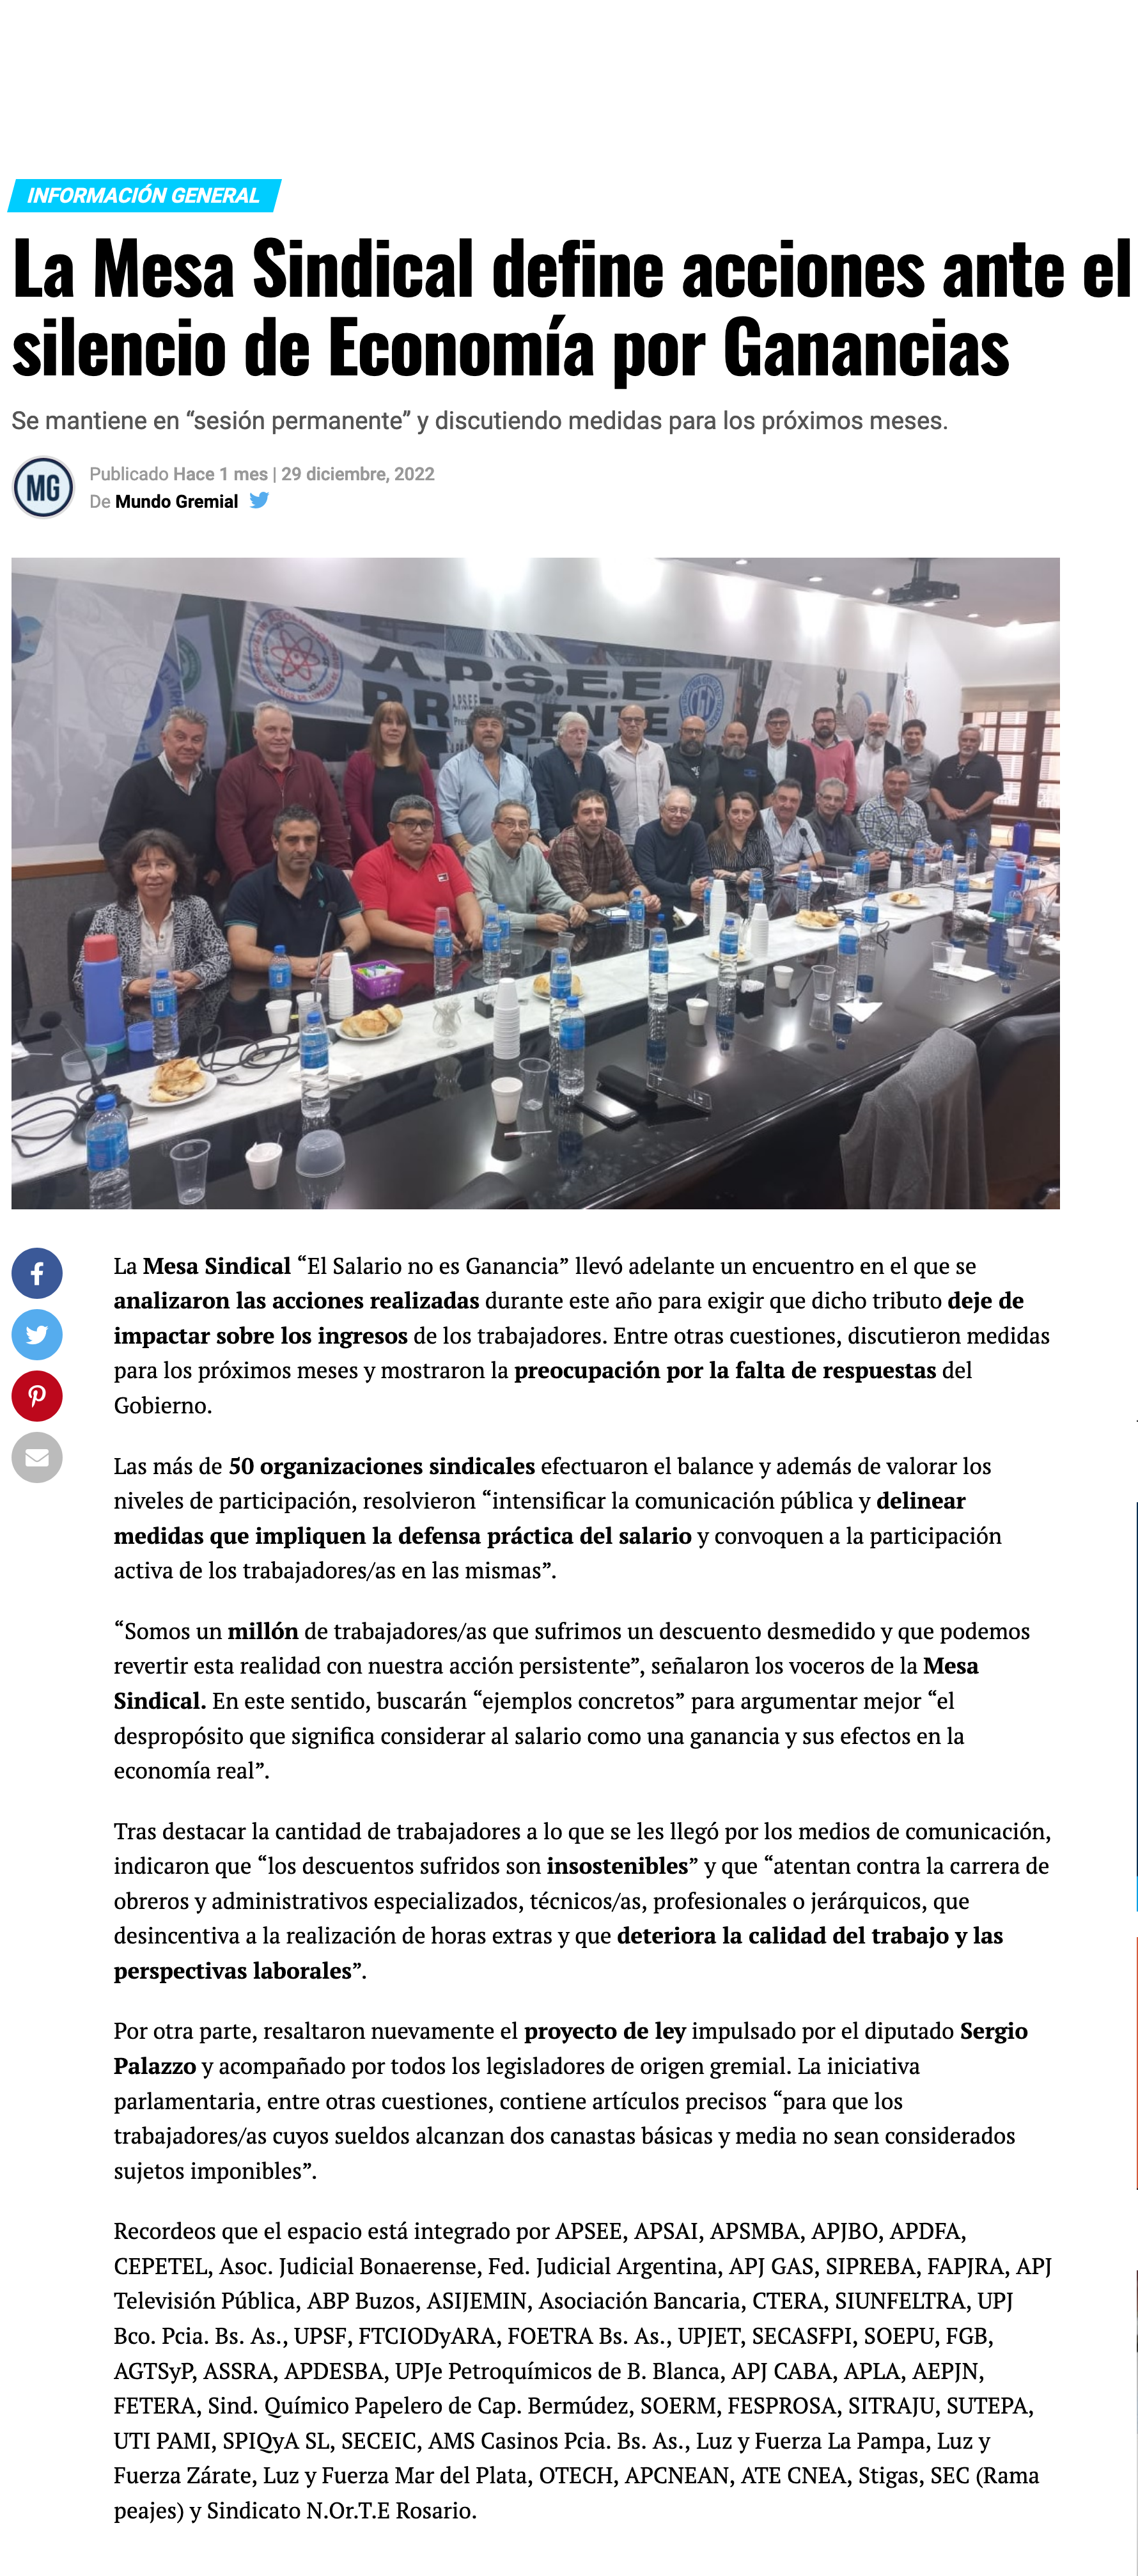 INFORMACIÓN GENERAL
La Mesa Sindical define acciones ante el
silencio de Economía por Ganancias
Se mantiene en “sesión permanente” y discutiendo medidas para los próximos meses.
MG
Publicado Hace 1 mes | 29 diciembre, 2022
De Mundo Gremial
A.P.S.E.E.
PRESENTE
APSEE
La Mesa Sindical “El Salario no es Ganancia” llevó adelante un encuentro en el que se
analizaron las acciones realizadas durante este año para exigir que dicho tributo deje de
impactar sobre los ingresos de los trabajadores. Entre otras cuestiones, discutieron medidas
para los próximos meses y mostraron la preocupación por la falta de respuestas del
Gobierno.
Las más de 50 organizaciones sindicales efectuaron el balance y además de valorar los
niveles de participación, resolvieron “intensificar la comunicación pública y delinear
medidas que impliquen la defensa práctica del salario y convoquen a la participación
activa de los trabajadores/as en las mismas”.
“Somos un millón de trabajadores/as que sufrimos un descuento desmedido y que podemos
revertir esta realidad con nuestra acción persistente”, señalaron los voceros de la Mesa
Sindical. En este sentido, buscarán “ejemplos concretos” para argumentar mejor “el
despropósito que significa considerar al salario como una ganancia y sus efectos en la
economía real”.
Tras destacar la cantidad de trabajadores a lo que se les llegó por los medios de comunicación,
indicaron que “los descuentos sufridos son insostenibles” y que “atentan contra la carrera de
obreros y administrativos especializados, técnicos/as, profesionales o jerárquicos, que
desincentiva a la realización de horas extras y que deteriora la calidad del trabajo y las
perspectivas laborales”.
Por otra parte, resaltaron nuevamente el proyecto de ley impulsado por el diputado Sergio
Palazzo y acompañado por todos los legisladores de origen gremial. La iniciativa
parlamentaria, entre otras cuestiones, contiene artículos precisos “para que los
trabajadores/as cuyos sueldos alcanzan dos canastas básicas y media no sean considerados
sujetos imponibles”.
Recordeos que el espacio está integrado por APSEE, APSAI, APSMBA, APJBO, APDFA,
CEPETEL, Asoc. Judicial Bonaerense, Fed. Judicial Argentina, APJ GAS, SIPREBA, FAPJRA, APJ
Televisión Pública, ABP Buzos, ASIJEMIN, Asociación Bancaria, CTERA, SIUNFELTRA, UPJ
Bco. Pcia. Bs. As., UPSF, FTCIODyARA, FOETRA Bs. As., UPJET, SECASFPI, SOEPU, FGB,
AGTSyP, ASSRA, APDESBA, UPJe Petroquímicos de B. Blanca, APJ CABA, APLA, AEPJN,
FETERA, Sind. Químico Papelero de Cap. Bermúdez, SOERM, FESPROSA, SITRAJU, SUTEPA,
UTI PAMI, SPIQyA SL, SECEIC, AMS Casinos Pcia. Bs. As., Luz y Fuerza La Pampa, Luz y
Fuerza Zárate, Luz y Fuerza Mar del Plata, OTECH, APCNEAN, ATE CNEA, Stigas, SEC (Rama
peajes) y Sindicato N.Or.T.E Rosario.